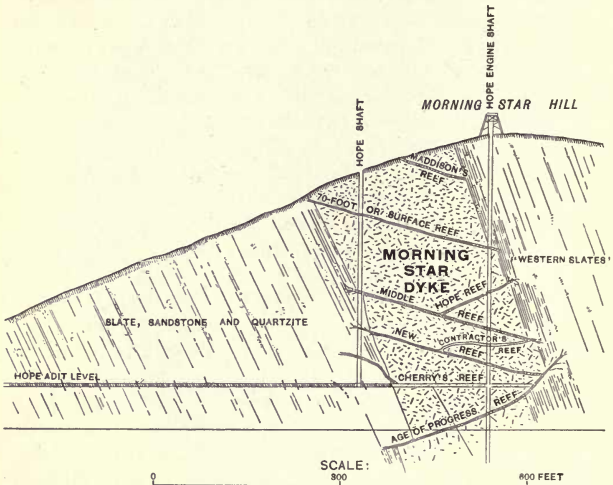 HOPE ENGINE SHAFT
MORNING STAR HILL
HOPE SHAFT
MADDISON'S
REEF
70-FOOT OR SURFACE REEF
MORNING
STAR
DYKE
"WESTERN SLATES"
HOPE REEF
MIDDLE REEF
SLATE, SANDSTONE AND QUARTZITE
NEW REEF
CONTRACTOR'S
REEF
HOPE ADIT LEVEL
CHERRY'S REEF
AGE OF PROGRESS REEF
SCALE:
0 300 600 FEET